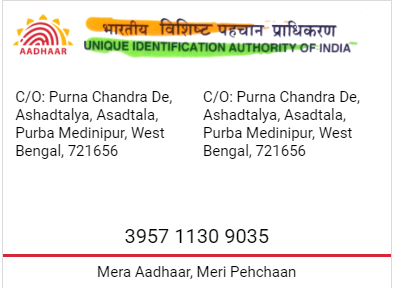 भारतीय विशिष्ट पहचान प्राधिकरण
AADHAAR
UNIQUE IDENTIFICATION AUTHORITY OF INDIA
C/O: Purna Chandra De,
Ashadtalya, Asadtala,
Purba Medinipur, West
Bengal, 721656
C/O: Purna Chandra De,
Ashadtalya, Asadtala,
Purba Medinipur, West
Bengal, 721656
3957 1130 9035
Mera Aadhaar, Meri Pehchaan